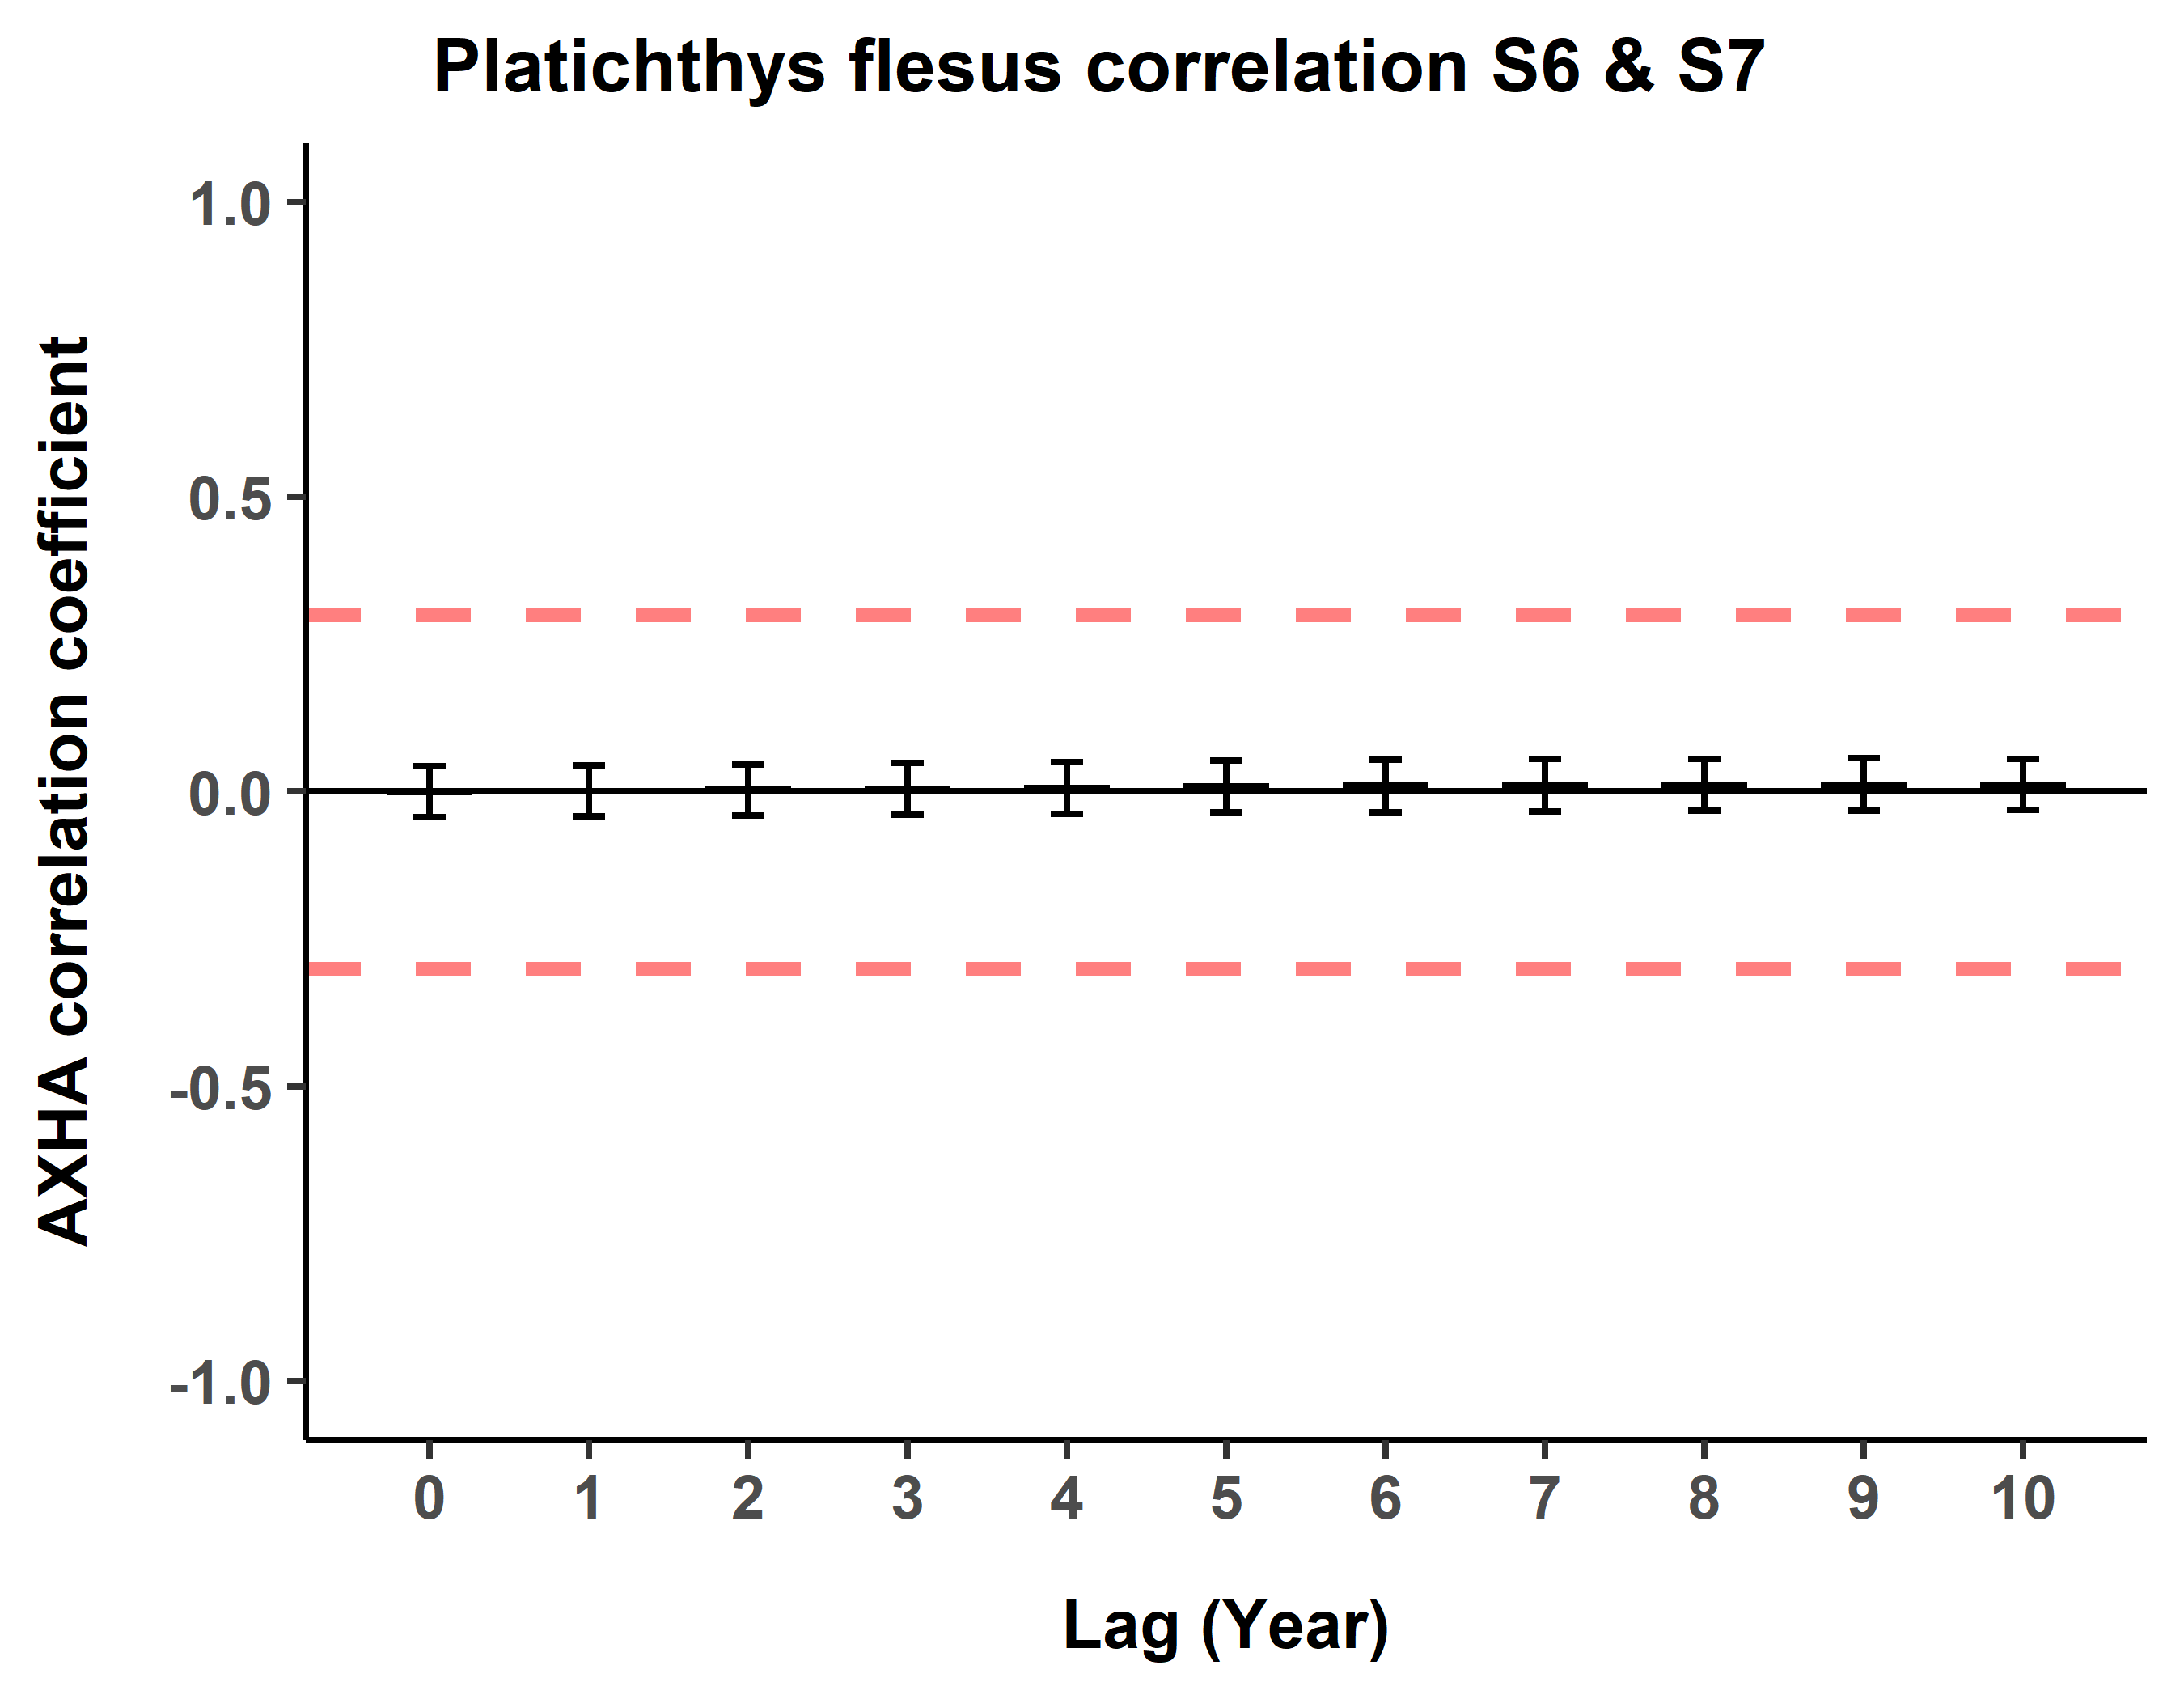 Platichthys flesus correlation S6 & S7
AXHA correlation coefficient
1.0
0.5
0.0
-0.5
-1.0
0 1 2 3 4 5 6 7 8 9 10
Lag (Year)